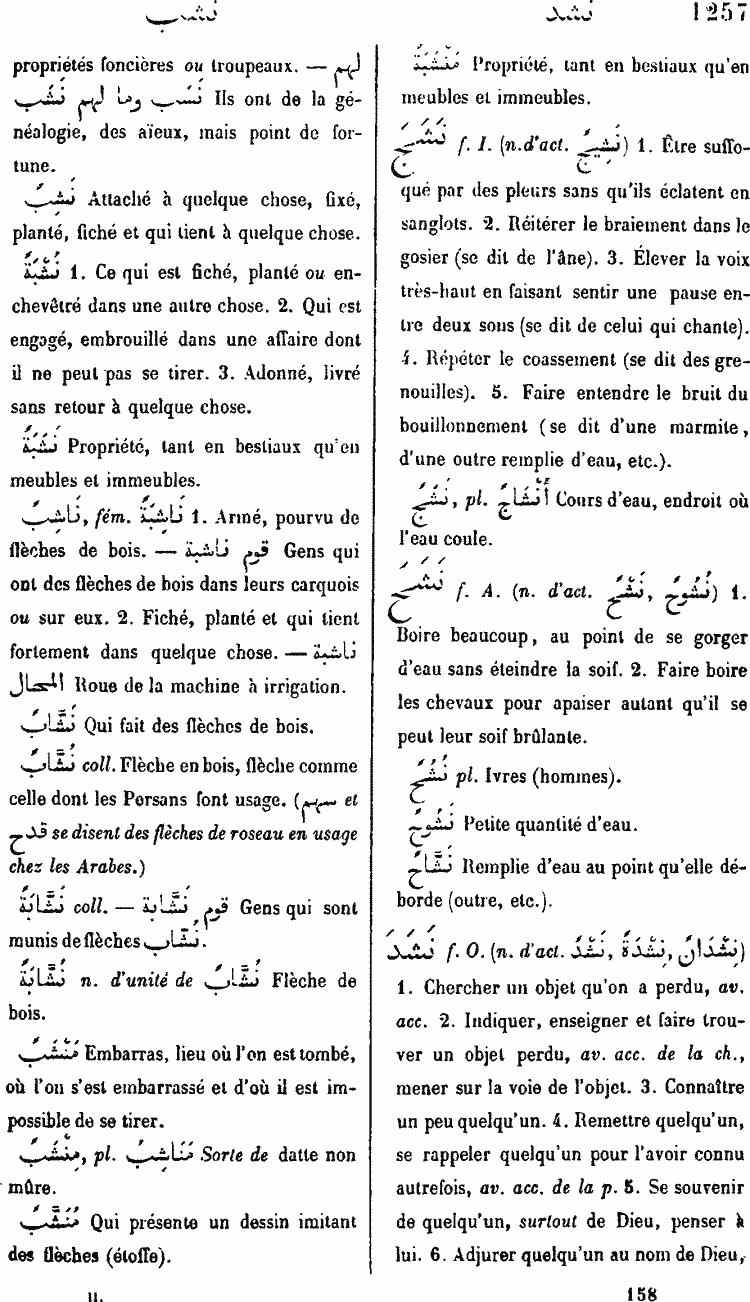 نشب
نشد
1257
propriétés foncières ou troupeaux. — لهم
نَسَب وما لهم نَشَب Ils ont de la gé-
néalogie, des aïeux, mais point de for-
tune.
نَشِبٌ Attaché à quelque chose, fixé,
planté, fiché et qui tient à quelque chose.
نُشْبَةٌ 1. Ce qui est fiché, planté ou en-
chevêtré dans une autre chose. 2. Qui est
engagé, embrouillé dans une affaire dont
il ne peut pas se tirer. 3. Adonné, livré
sans retour à quelque chose.
نَشَبَةٌ Propriété, tant en bestiaux qu'en
meubles et immeubles.
نَاشِبٌ, fém. نَاشِبَةٌ 1. Armé, pourvu de
flèches de bois. — قوم ناشبة Gens qui
ont des flèches de bois dans leurs carquois
ou sur eux. 2. Fiché, planté et qui tient
fortement dans quelque chose. — ناشبة
المحال Roue de la machine à irrigation.
نَشَّابٌ Qui fait des flèches de bois.
نُشَّابٌ coll. Flèche en bois, flèche comme
celle dont les Persans font usage. (سهم et
قدح se disent des flèches de roseau en usage
chez les Arabes.)
نَشَّابَةٌ coll. — قوم نَشَّابة Gens qui sont
munis de flèches نُشَّاب.
نُشَّابَةٌ n. d'unité de نُشَّابٌ Flèche de
bois.
مَنْشَبٌ Embarras, lieu où l'on est tombé,
où l'on s'est embarrassé et d'où il est im-
possible de se tirer.
مِنْشَبٌ, pl. مَنَاشِبُ Sorte de datte non
mûre.
مُنَشَّبٌ Qui présente un dessin imitant
des flèches (étoffe).
II.
مَنْشَبَةٌ Propriété, tant en bestiaux qu'en
meubles et immeubles.
نَشَجَ f. I. (n.d'act. نَشِيجٌ) 1. Être suffo-
qué par des pleurs sans qu'ils éclatent en
sanglots. 2. Réitérer le braiement dans le
gosier (se dit de l'âne). 3. Élever la voix
très-haut en faisant sentir une pause en-
tre deux sons (se dit de celui qui chante).
4. Répéter le coassement (se dit des gre-
nouilles). 5. Faire entendre le bruit du
bouillonnement (se dit d'une marmite,
d'une outre remplie d'eau, etc.).
نَشَجٌ, pl. أَنْشَاجٌ Cours d'eau, endroit où
l'eau coule.
نَشَحَ f. A. (n. d'act. نَشْحٌ, نُشُوحٌ) 1.
Boire beaucoup, au point de se gorger
d'eau sans éteindre la soif. 2. Faire boire
les chevaux pour apaiser autant qu'il se
peut leur soif brûlante.
نُشُحٌ pl. Ivres (hommes).
نَشُوحٌ Petite quantité d'eau.
نَشَّاحٌ Remplie d'eau au point qu'elle dé-
borde (outre, etc.).
نَشَدَ f. O. (n. d'act. نَشْدٌ, نِشْدَةٌ, نِشْدَانٌ)
1. Chercher un objet qu'on a perdu, av.
acc. 2. Indiquer, enseigner et faire trou-
ver un objet perdu, av. acc. de la ch.,
mener sur la voie de l'objet. 3. Connaître
un peu quelqu'un. 4. Remettre quelqu'un,
se rappeler quelqu'un pour l'avoir connu
autrefois, av. acc. de la p. 5. Se souvenir
de quelqu'un, surtout de Dieu, penser à
lui. 6. Adjurer quelqu'un au nom de Dieu,
158